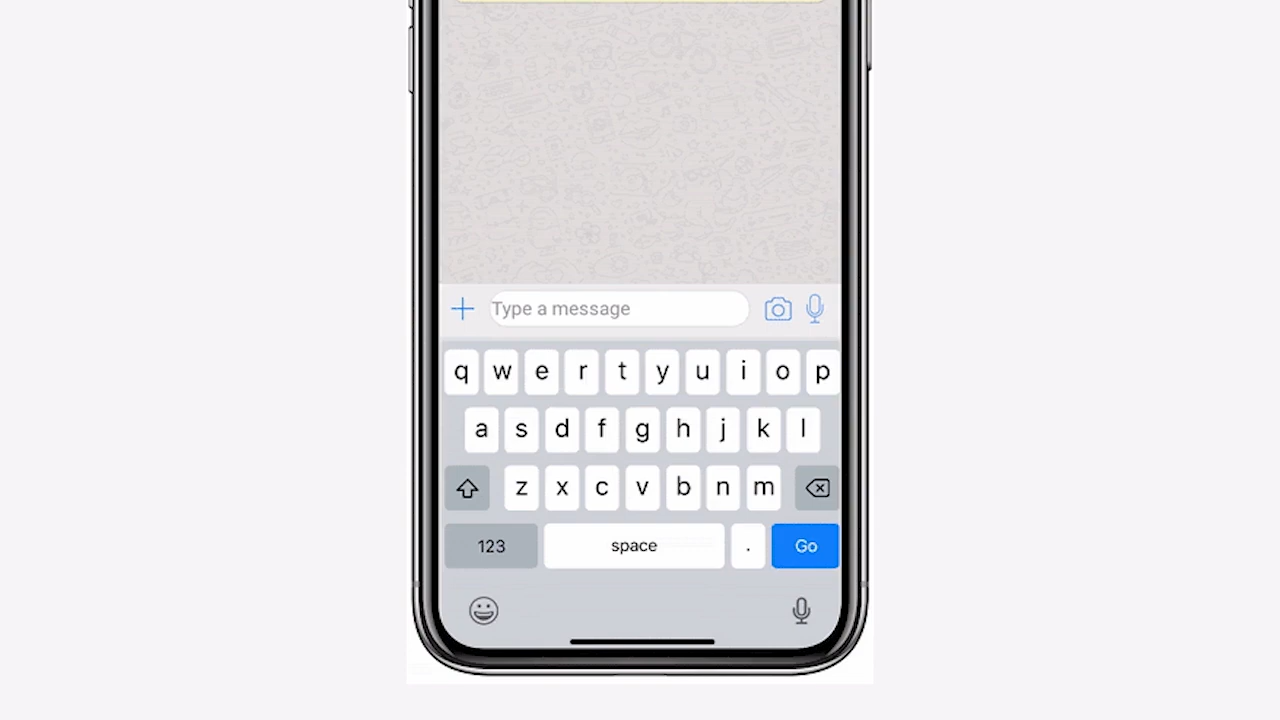 Type a message
q w e r t y u i o p
a s d f g h j k l
z x c v b n m
123 space . Go